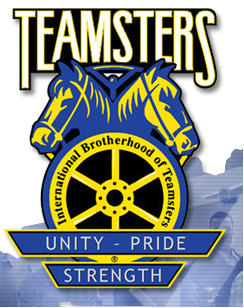 TEAMSTERS
International Brotherhood of Teamsters
®
UNITY - PRIDE
STRENGTH